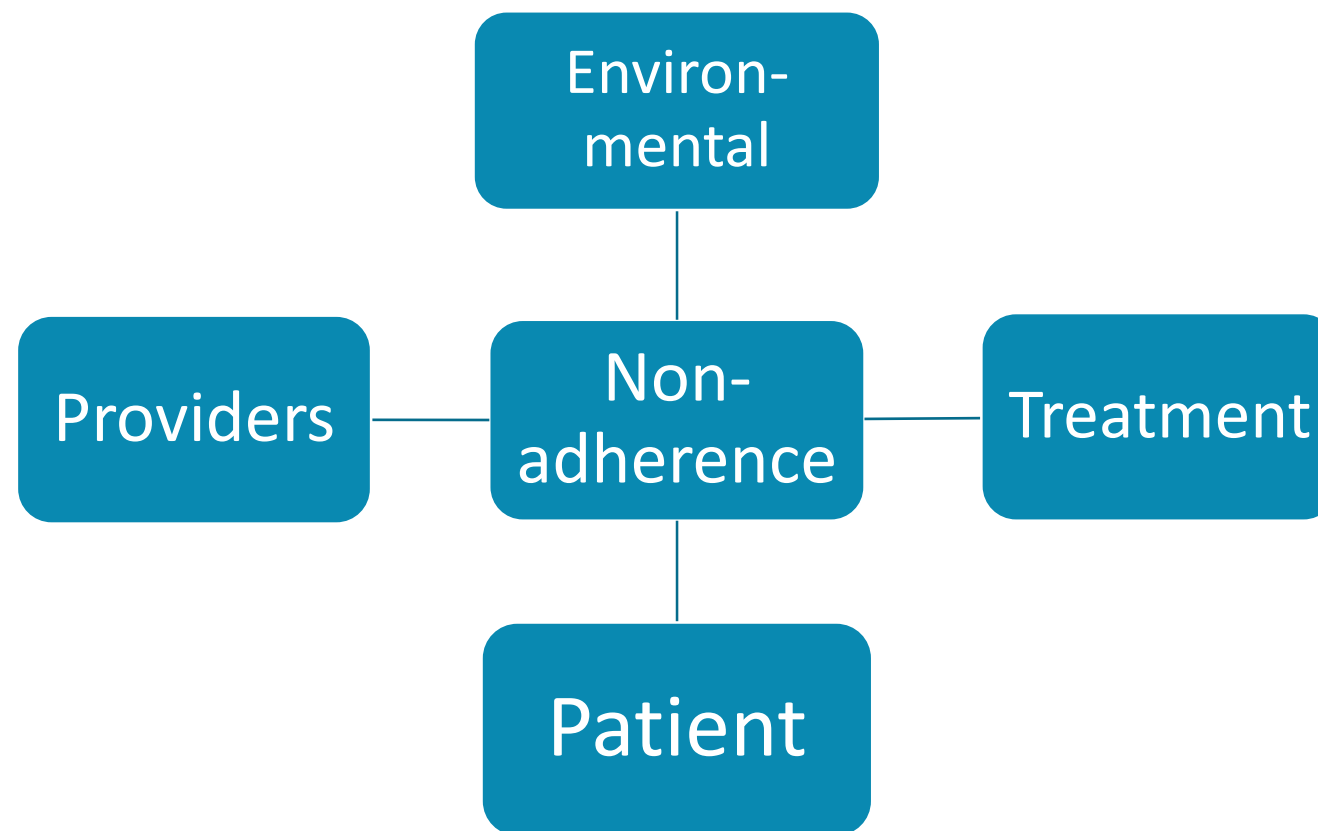 Environ-
mental
Providers
Non-
adherence
Treatment
Patient